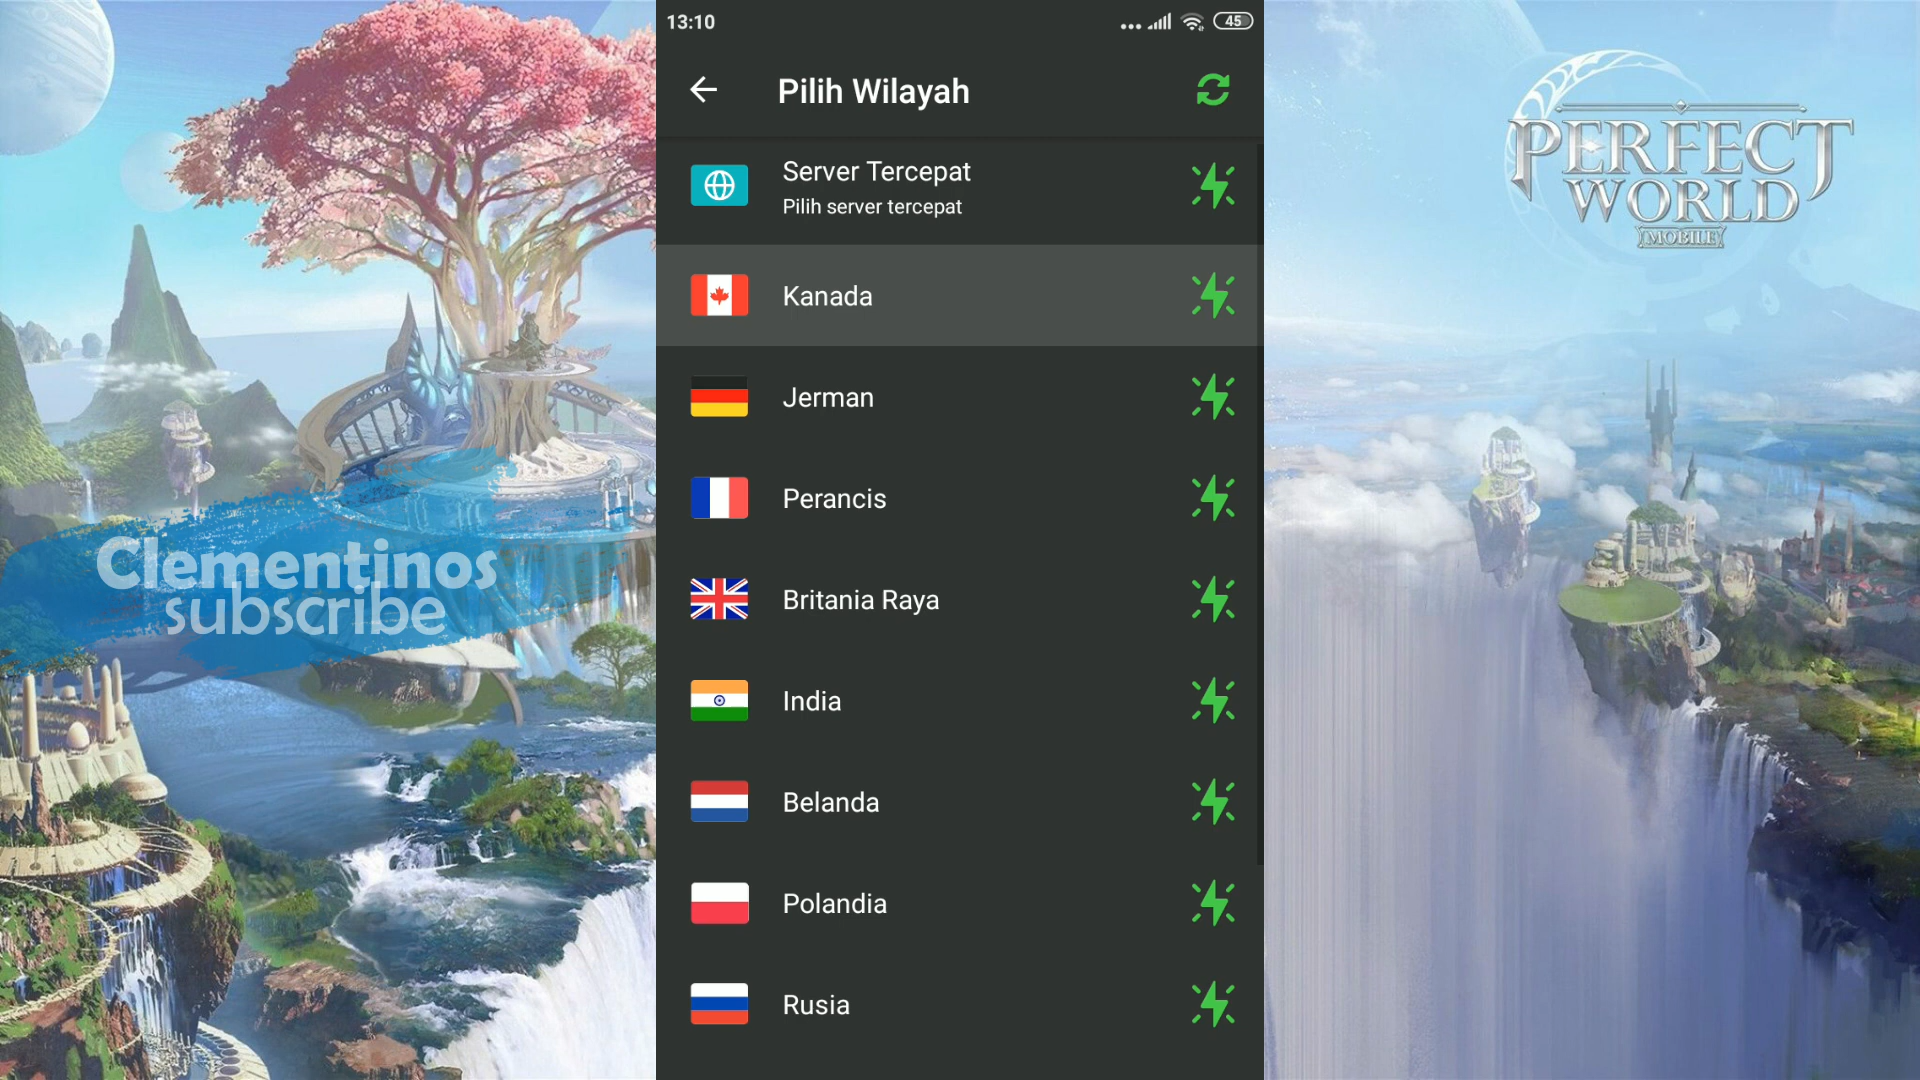 13:10
45
Pilih Wilayah
Server Tercepat
Pilih server tercepat
Kanada
Jerman
Perancis
Britania Raya
India
Belanda
Polandia
Rusia
Clementinos
subscribe
PERFECT
WORLD
MOBILE